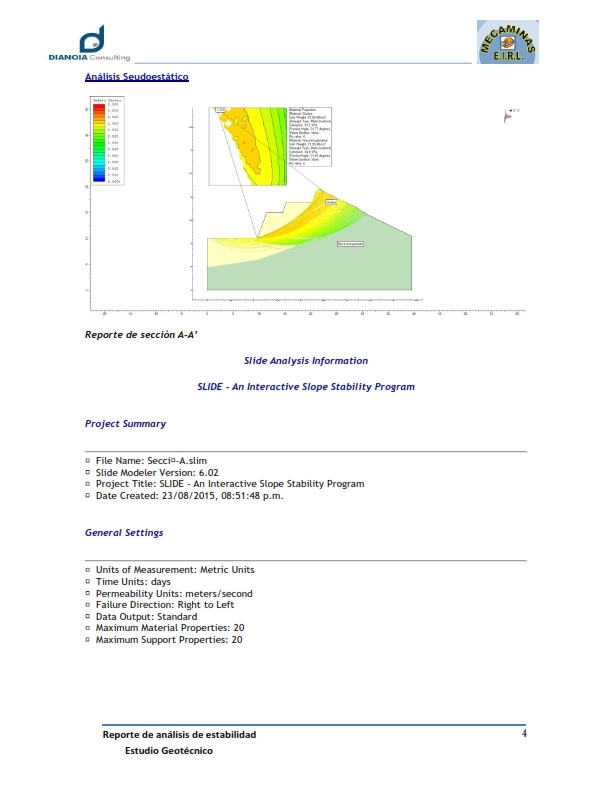 DIANOIA Consulting
MECAMINAS
E.I.R.L.
Análisis Seudoestático
Safety Factor
Reporte de sección A-A’
Slide Analysis Information
SLIDE - An Interactive Slope Stability Program
Project Summary
¤ File Name: Secci¤-A.slim
¤ Slide Modeler Version: 6.02
¤ Project Title: SLIDE - An Interactive Slope Stability Program
¤ Date Created: 23/08/2015, 08:51:48 p.m.
General Settings
¤ Units of Measurement: Metric Units
¤ Time Units: days
¤ Permeability Units: meters/second
¤ Failure Direction: Right to Left
¤ Data Output: Standard
¤ Maximum Material Properties: 20
¤ Maximum Support Properties: 20
Reporte de análisis de estabilidad
4
Estudio Geotécnico